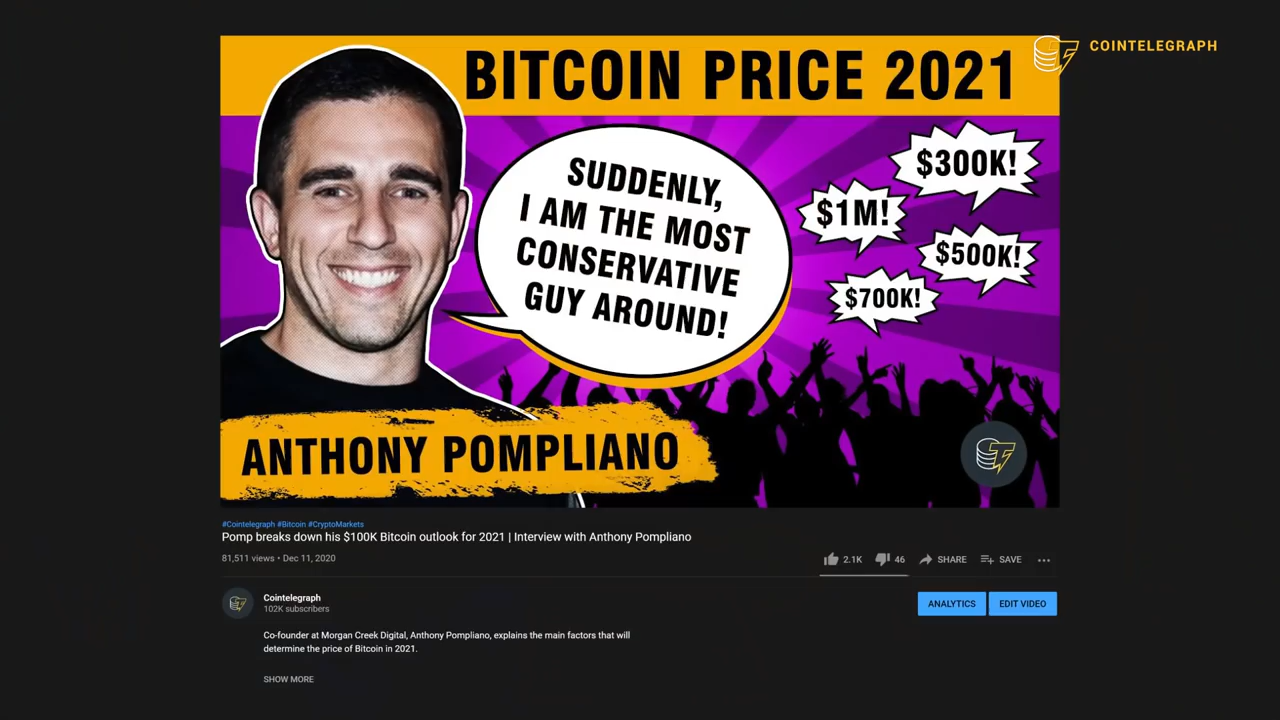 COINTELEGRAPH
BITCOIN PRICE 2021
SUDDENLY,
I AM THE MOST
CONSERVATIVE
GUY AROUND!
$300K!
$1M!
$500K!
$700K!
ANTHONY POMPLIANO
#Cointelegraph #Bitcoin #CryptoMarkets
Pomp breaks down his $100K Bitcoin outlook for 2021 | Interview with Anthony Pompliano
81,511 views • Dec 11, 2020
2.1K 46 SHARE SAVE
Cointelegraph
102K subscribers
ANALYTICS EDIT VIDEO
Co-founder at Morgan Creek Digital, Anthony Pompliano, explains the main factors that will
determine the price of Bitcoin in 2021.
SHOW MORE